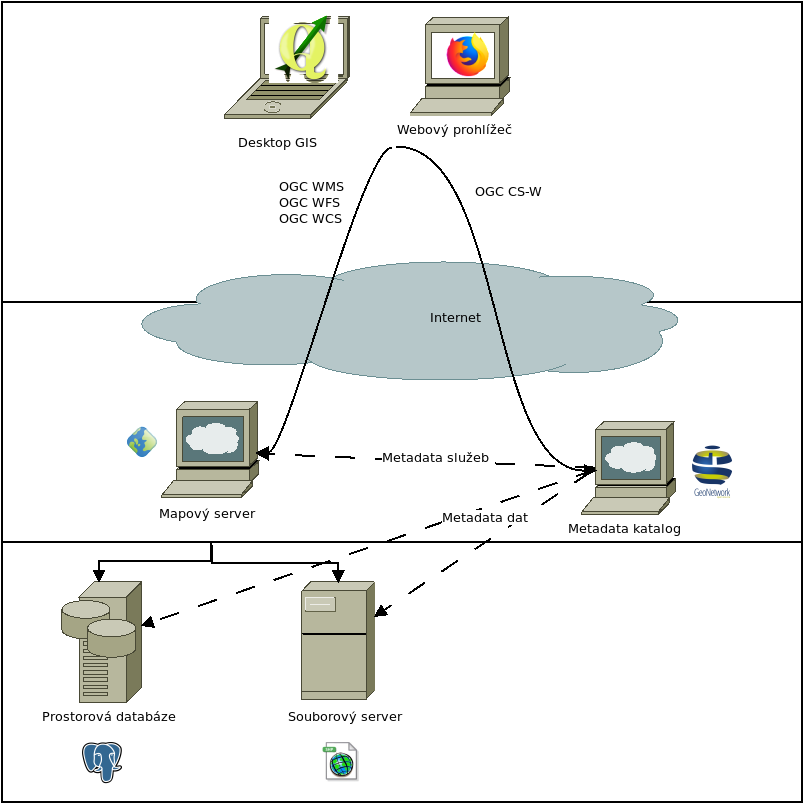 Desktop GIS
Webový prohlížeč
OGC WMS
OGC WFS
OGC WCS
OGC CS-W
Internet
Metadata služeb
GeoNetwork
Mapový server
Metadata dat
Metadata katalog
Prostorová databáze
Souborový server